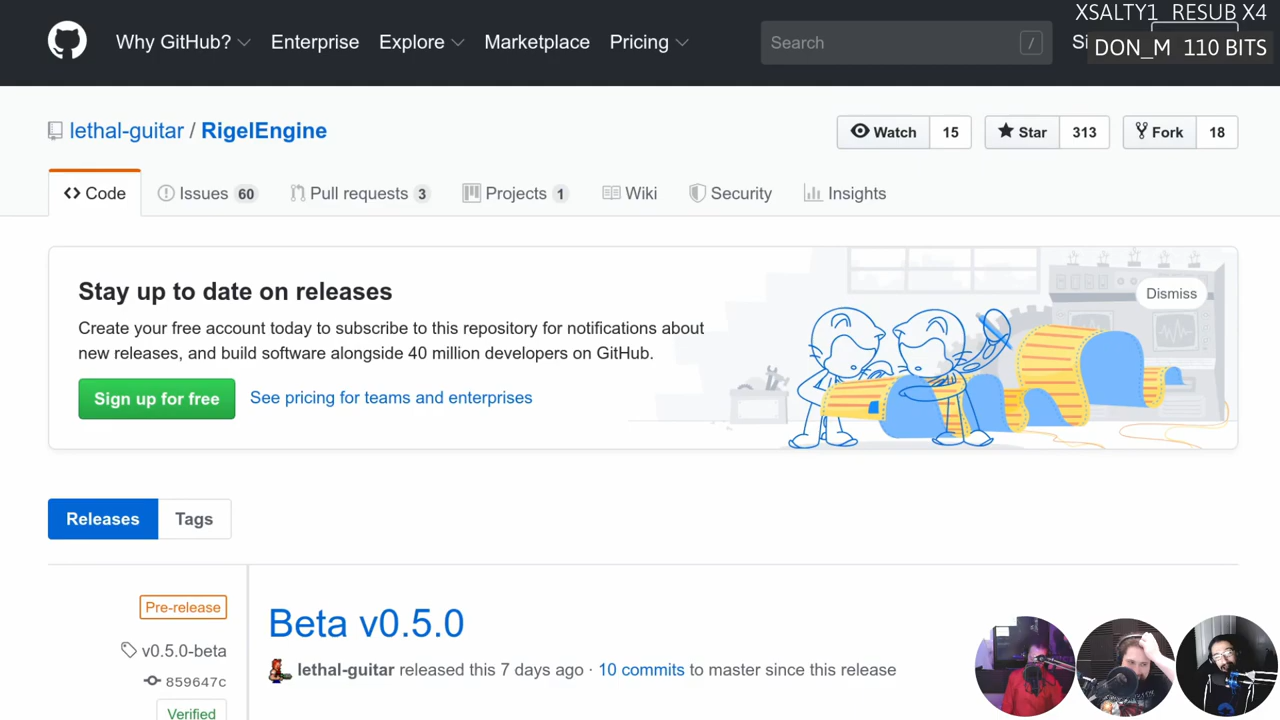 XSALTY1_ RESUB X4
Why GitHub? Enterprise Explore Marketplace Pricing Search /
DON_M 110 BITS
lethal-guitar / RigelEngine
Watch 15 Star 313 Fork 18
Code Issues 60 Pull requests 3 Projects 1 Wiki Security Insights
Stay up to date on releases
Dismiss
Create your free account today to subscribe to this repository for notifications about
new releases, and build software alongside 40 million developers on GitHub.
Sign up for free See pricing for teams and enterprises
Releases Tags
Pre-release
Beta v0.5.0
v0.5.0-beta
lethal-guitar released this 7 days ago · 10 commits to master since this release
859647c
Verified